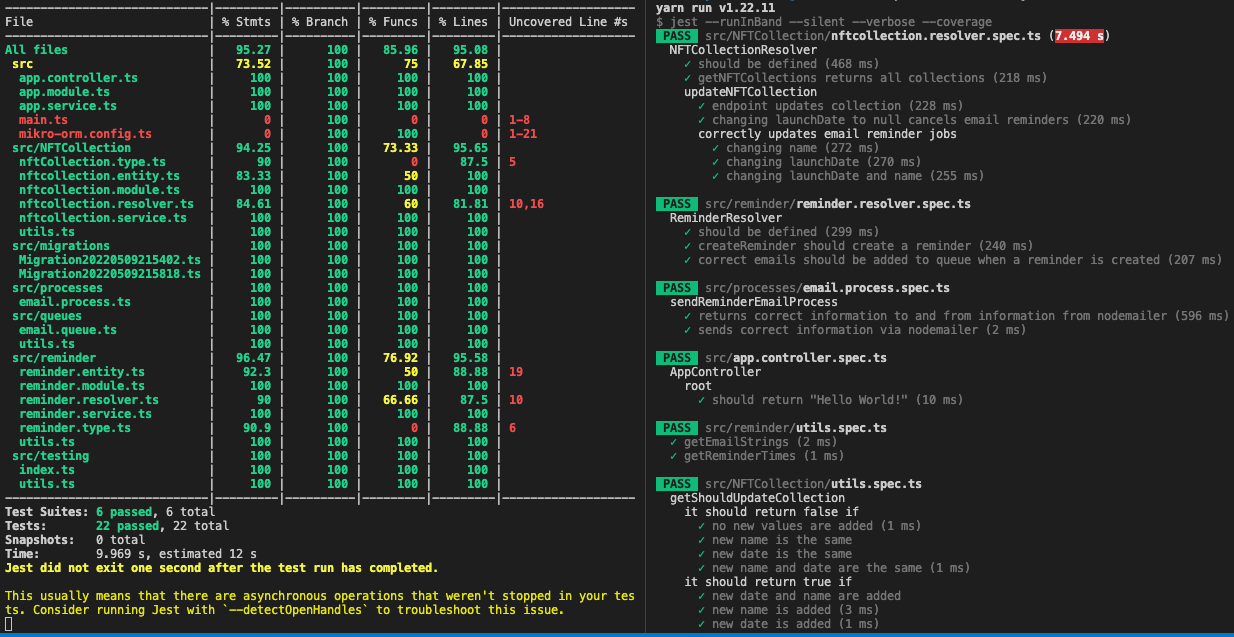 File | % Stmts | % Branch | % Funcs | % Lines | Uncovered Line #s
All files | 95.27 | 100 | 85.96 | 95.08 |
src | 73.52 | 100 | 75 | 67.85 |
app.controller.ts | 100 | 100 | 100 | 100 |
app.module.ts | 100 | 100 | 100 | 100 |
app.service.ts | 100 | 100 | 100 | 100 |
main.ts | 0 | 100 | 0 | 0 | 1-8
mikro-orm.config.ts | 0 | 100 | 100 | 0 | 1-21
src/NFTCollection | 94.25 | 100 | 73.33 | 95.65 |
nftCollection.type.ts | 90 | 100 | 0 | 87.5 | 5
nftcollection.entity.ts | 83.33 | 100 | 50 | 100 |
nftcollection.module.ts | 100 | 100 | 100 | 100 |
nftcollection.resolver.ts | 84.61 | 100 | 60 | 81.81 | 10,16
nftcollection.service.ts | 100 | 100 | 100 | 100 |
utils.ts | 100 | 100 | 100 | 100 |
src/migrations | 100 | 100 | 100 | 100 |
Migration20220509215402.ts | 100 | 100 | 100 | 100 |
Migration20220509215818.ts | 100 | 100 | 100 | 100 |
src/processes | 100 | 100 | 100 | 100 |
email.process.ts | 100 | 100 | 100 | 100 |
src/queues | 100 | 100 | 100 | 100 |
email.queue.ts | 100 | 100 | 100 | 100 |
utils.ts | 100 | 100 | 100 | 100 |
src/reminder | 96.47 | 100 | 76.92 | 95.58 |
reminder.entity.ts | 92.3 | 100 | 50 | 88.88 | 19
reminder.module.ts | 100 | 100 | 100 | 100 |
reminder.resolver.ts | 90 | 100 | 66.66 | 87.5 | 10
reminder.service.ts | 100 | 100 | 100 | 100 |
reminder.type.ts | 90.9 | 100 | 0 | 88.88 | 6
utils.ts | 100 | 100 | 100 | 100 |
src/testing | 100 | 100 | 100 | 100 |
index.ts | 100 | 100 | 100 | 100 |
utils.ts | 100 | 100 | 100 | 100 |
Test Suites: 6 passed, 6 total
Tests: 22 passed, 22 total
Snapshots: 0 total
Time: 9.969 s, estimated 12 s
Jest did not exit one second after the test run has completed.
This usually means that there are asynchronous operations that weren't stopped in your tes
ts. Consider running Jest with `--detectOpenHandles` to troubleshoot this issue.
yarn run v1.22.11
$ jest --runInBand --silent --verbose --coverage
PASS src/NFTCollection/nftcollection.resolver.spec.ts (7.494 s)
NFTCollectionResolver
✓ should be defined (468 ms)
✓ getNFTCollections returns all collections (218 ms)
updateNFTCollection
✓ endpoint updates collection (228 ms)
✓ changing launchDate to null cancels email reminders (220 ms)
correctly updates email reminder jobs
✓ changing name (272 ms)
✓ changing launchDate (270 ms)
✓ changing launchDate and name (255 ms)
PASS src/reminder/reminder.resolver.spec.ts
ReminderResolver
✓ should be defined (299 ms)
✓ createReminder should create a reminder (240 ms)
✓ correct emails should be added to queue when a reminder is created (207 ms)
PASS src/processes/email.process.spec.ts
sendReminderEmailProcess
✓ returns correct information to and from information from nodemailer (596 ms)
✓ sends correct information via nodemailer (2 ms)
PASS src/app.controller.spec.ts
AppController
root
✓ should return "Hello World!" (10 ms)
PASS src/reminder/utils.spec.ts
✓ getEmailStrings (2 ms)
✓ getReminderTimes (1 ms)
PASS src/NFTCollection/utils.spec.ts
getShouldUpdateCollection
it should return false if
✓ no new values are added (1 ms)
✓ new name is the same
✓ new date is the same
✓ new name and date are the same (1 ms)
it should return true if
✓ new date and name are added
✓ new name is added (3 ms)
✓ new date is added (1 ms)